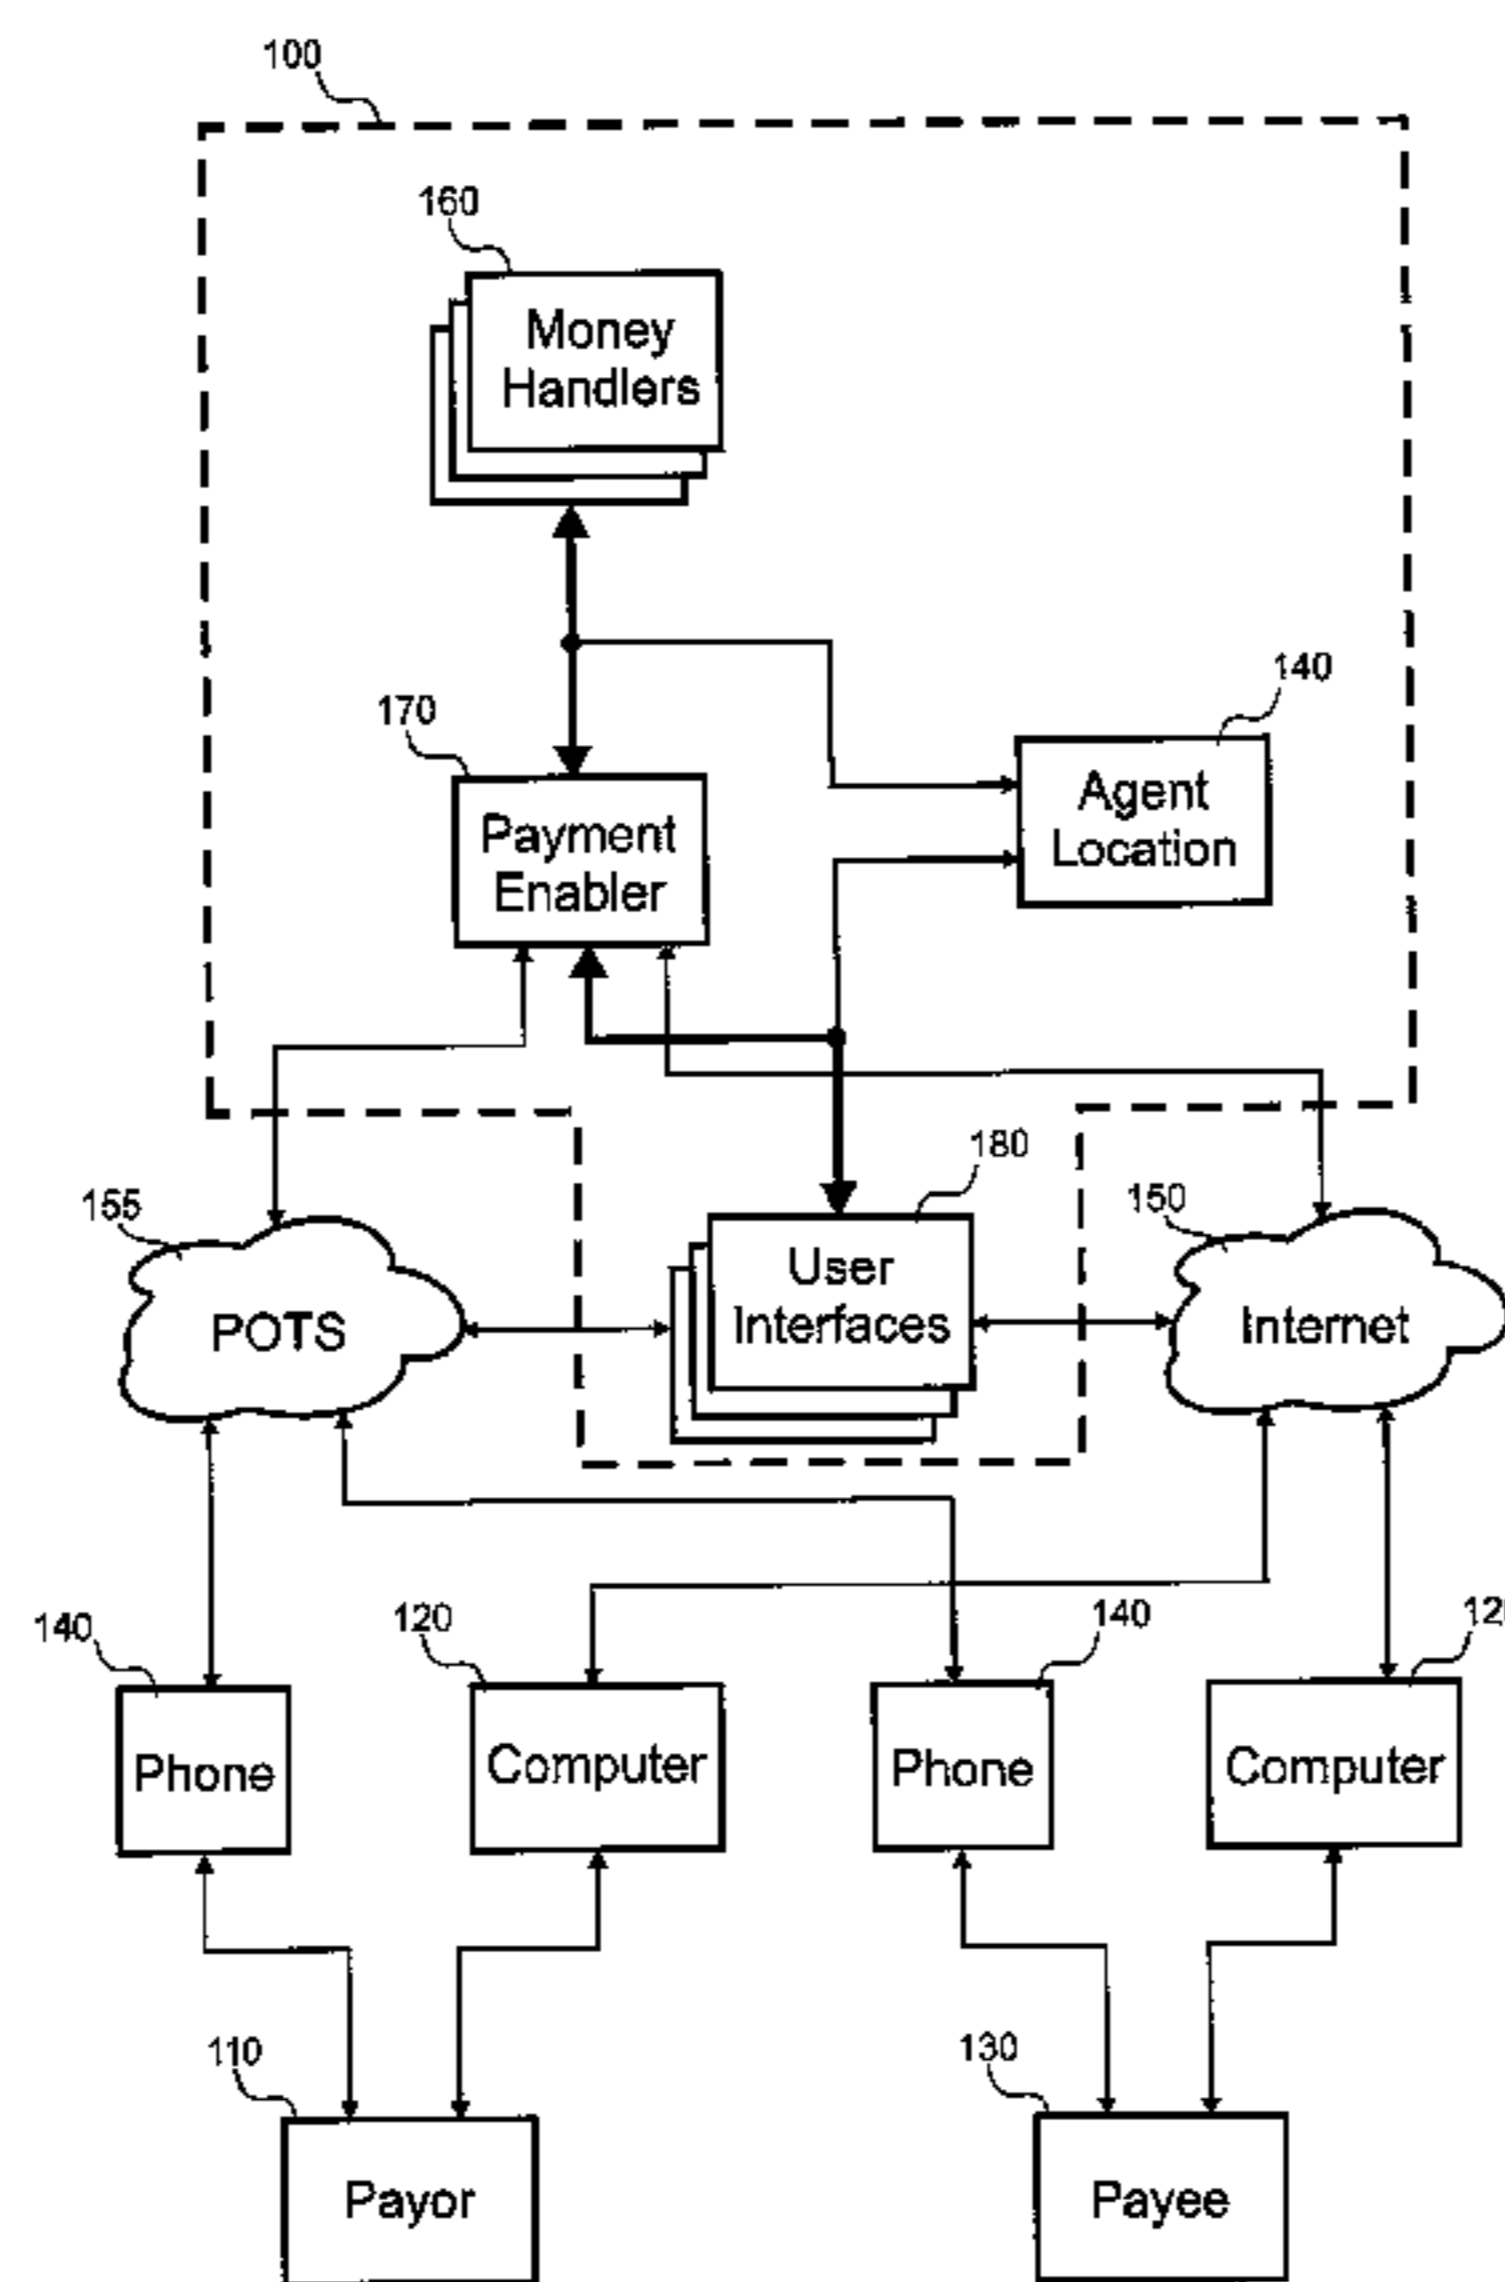 100
160
Money
Handlers
140
170
Agent
Location
Payment
Enabler
180
155
150
User
Interfaces
POTS
Internet
140
120
140
Phone
Computer
Phone
Computer
110
130
Payor
Payee